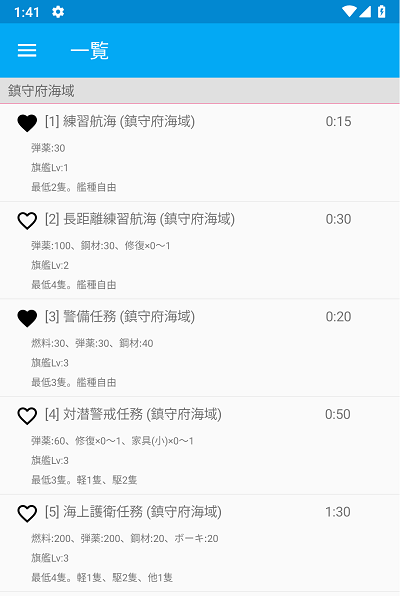 1:41
一覧
鎮守府海域
[1] 練習航海 (鎮守府海域) 0:15
弾薬:30
旗艦Lv:1
最低2隻。艦種自由
[2] 長距離練習航海 (鎮守府海域) 0:30
弾薬:100、鋼材:30、修復×0〜1
旗艦Lv:2
最低4隻。艦種自由
[3] 警備任務 (鎮守府海域) 0:20
燃料:30、弾薬:30、鋼材:40
旗艦Lv:3
最低3隻。艦種自由
[4] 対潜警戒任務 (鎮守府海域) 0:50
弾薬:60、修復×0〜1、家具(小)×0〜1
旗艦Lv:3
最低3隻。軽1隻、駆2隻
[5] 海上護衛任務 (鎮守府海域) 1:30
燃料:200、弾薬:200、鋼材:20、ボーキ:20
旗艦Lv:3
最低4隻。軽1隻、駆2隻、他1隻